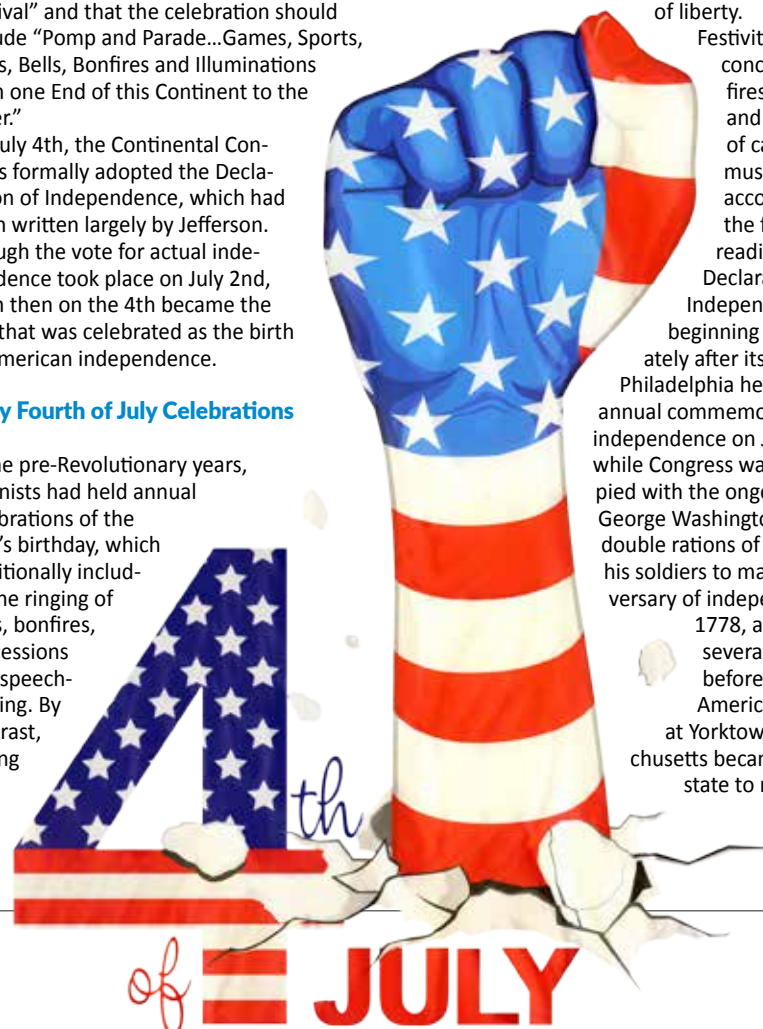 ival” and that the celebration should
ude “Pomp and Parade…Games, Sports,
s, Bells, Bonfires and Illuminations
n one End of this Continent to the
er.”
uly 4th, the Continental Con-
s formally adopted the Decla-
on of Independence, which had
n written largely by Jefferson.
ugh the vote for actual inde-
dence took place on July 2nd,
n then on the 4th became the
that was celebrated as the birth
merican independence.
y Fourth of July Celebrations
ne pre-Revolutionary years,
nists had held annual
brations of the
’s birthday, which
itionally includ-
ne ringing of
s, bonfires,
essions
speech-
ing. By
rast,
ng
of liberty.
Festivit
conc
fires
and
of ca
mus
acco
the f
readi
Declara
Indepen
beginning
ately after its
Philadelphia he
annual commemo
independence on J
while Congress wa
pied with the ong
George Washingto
double rations of
his soldiers to ma
versary of indepe
1778, a
severa
before
Americ
at Yorktow
chusetts becar
state to r
4th
of JULY